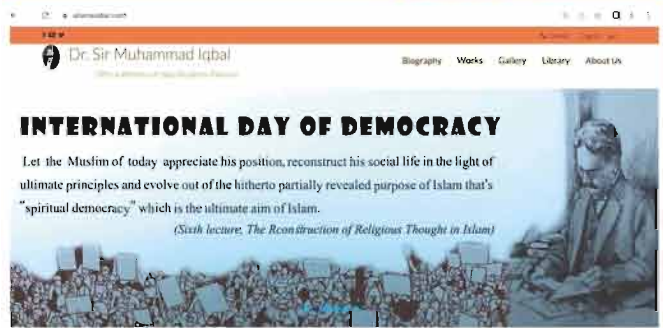 Dr. Sir Muhammad Iqbal
Biography Works Gallery Library About Us
INTERNATIONAL DAY OF DEMOCRACY
Let the Muslim of today appreciate his position, reconstruct his social life in the light of
ultimate principles and evolve out of the hitherto partially revealed purpose of Islam that's
"spiritual democracy" which is the ultimate aim of Islam.
(Sixth lecture, The Rconstruction of Religious Thought in Islam)